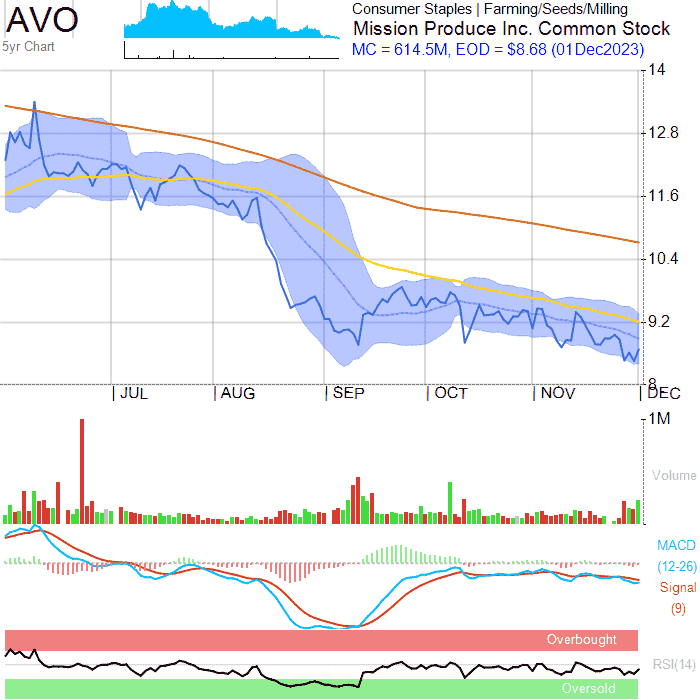 AVO
5yr Chart
Consumer Staples | Farming/Seeds/Milling
Mission Produce Inc. Common Stock
MC = 614.5M, EOD = $8.68 (01Dec2023)
14
12.8
11.6
10.4
9.2
8
JUL
AUG
SEP
OCT
NOV
DEC
1M
Volume
MACD
(12-26)
Signal
(9)
Overbought
RSI(14)
Oversold